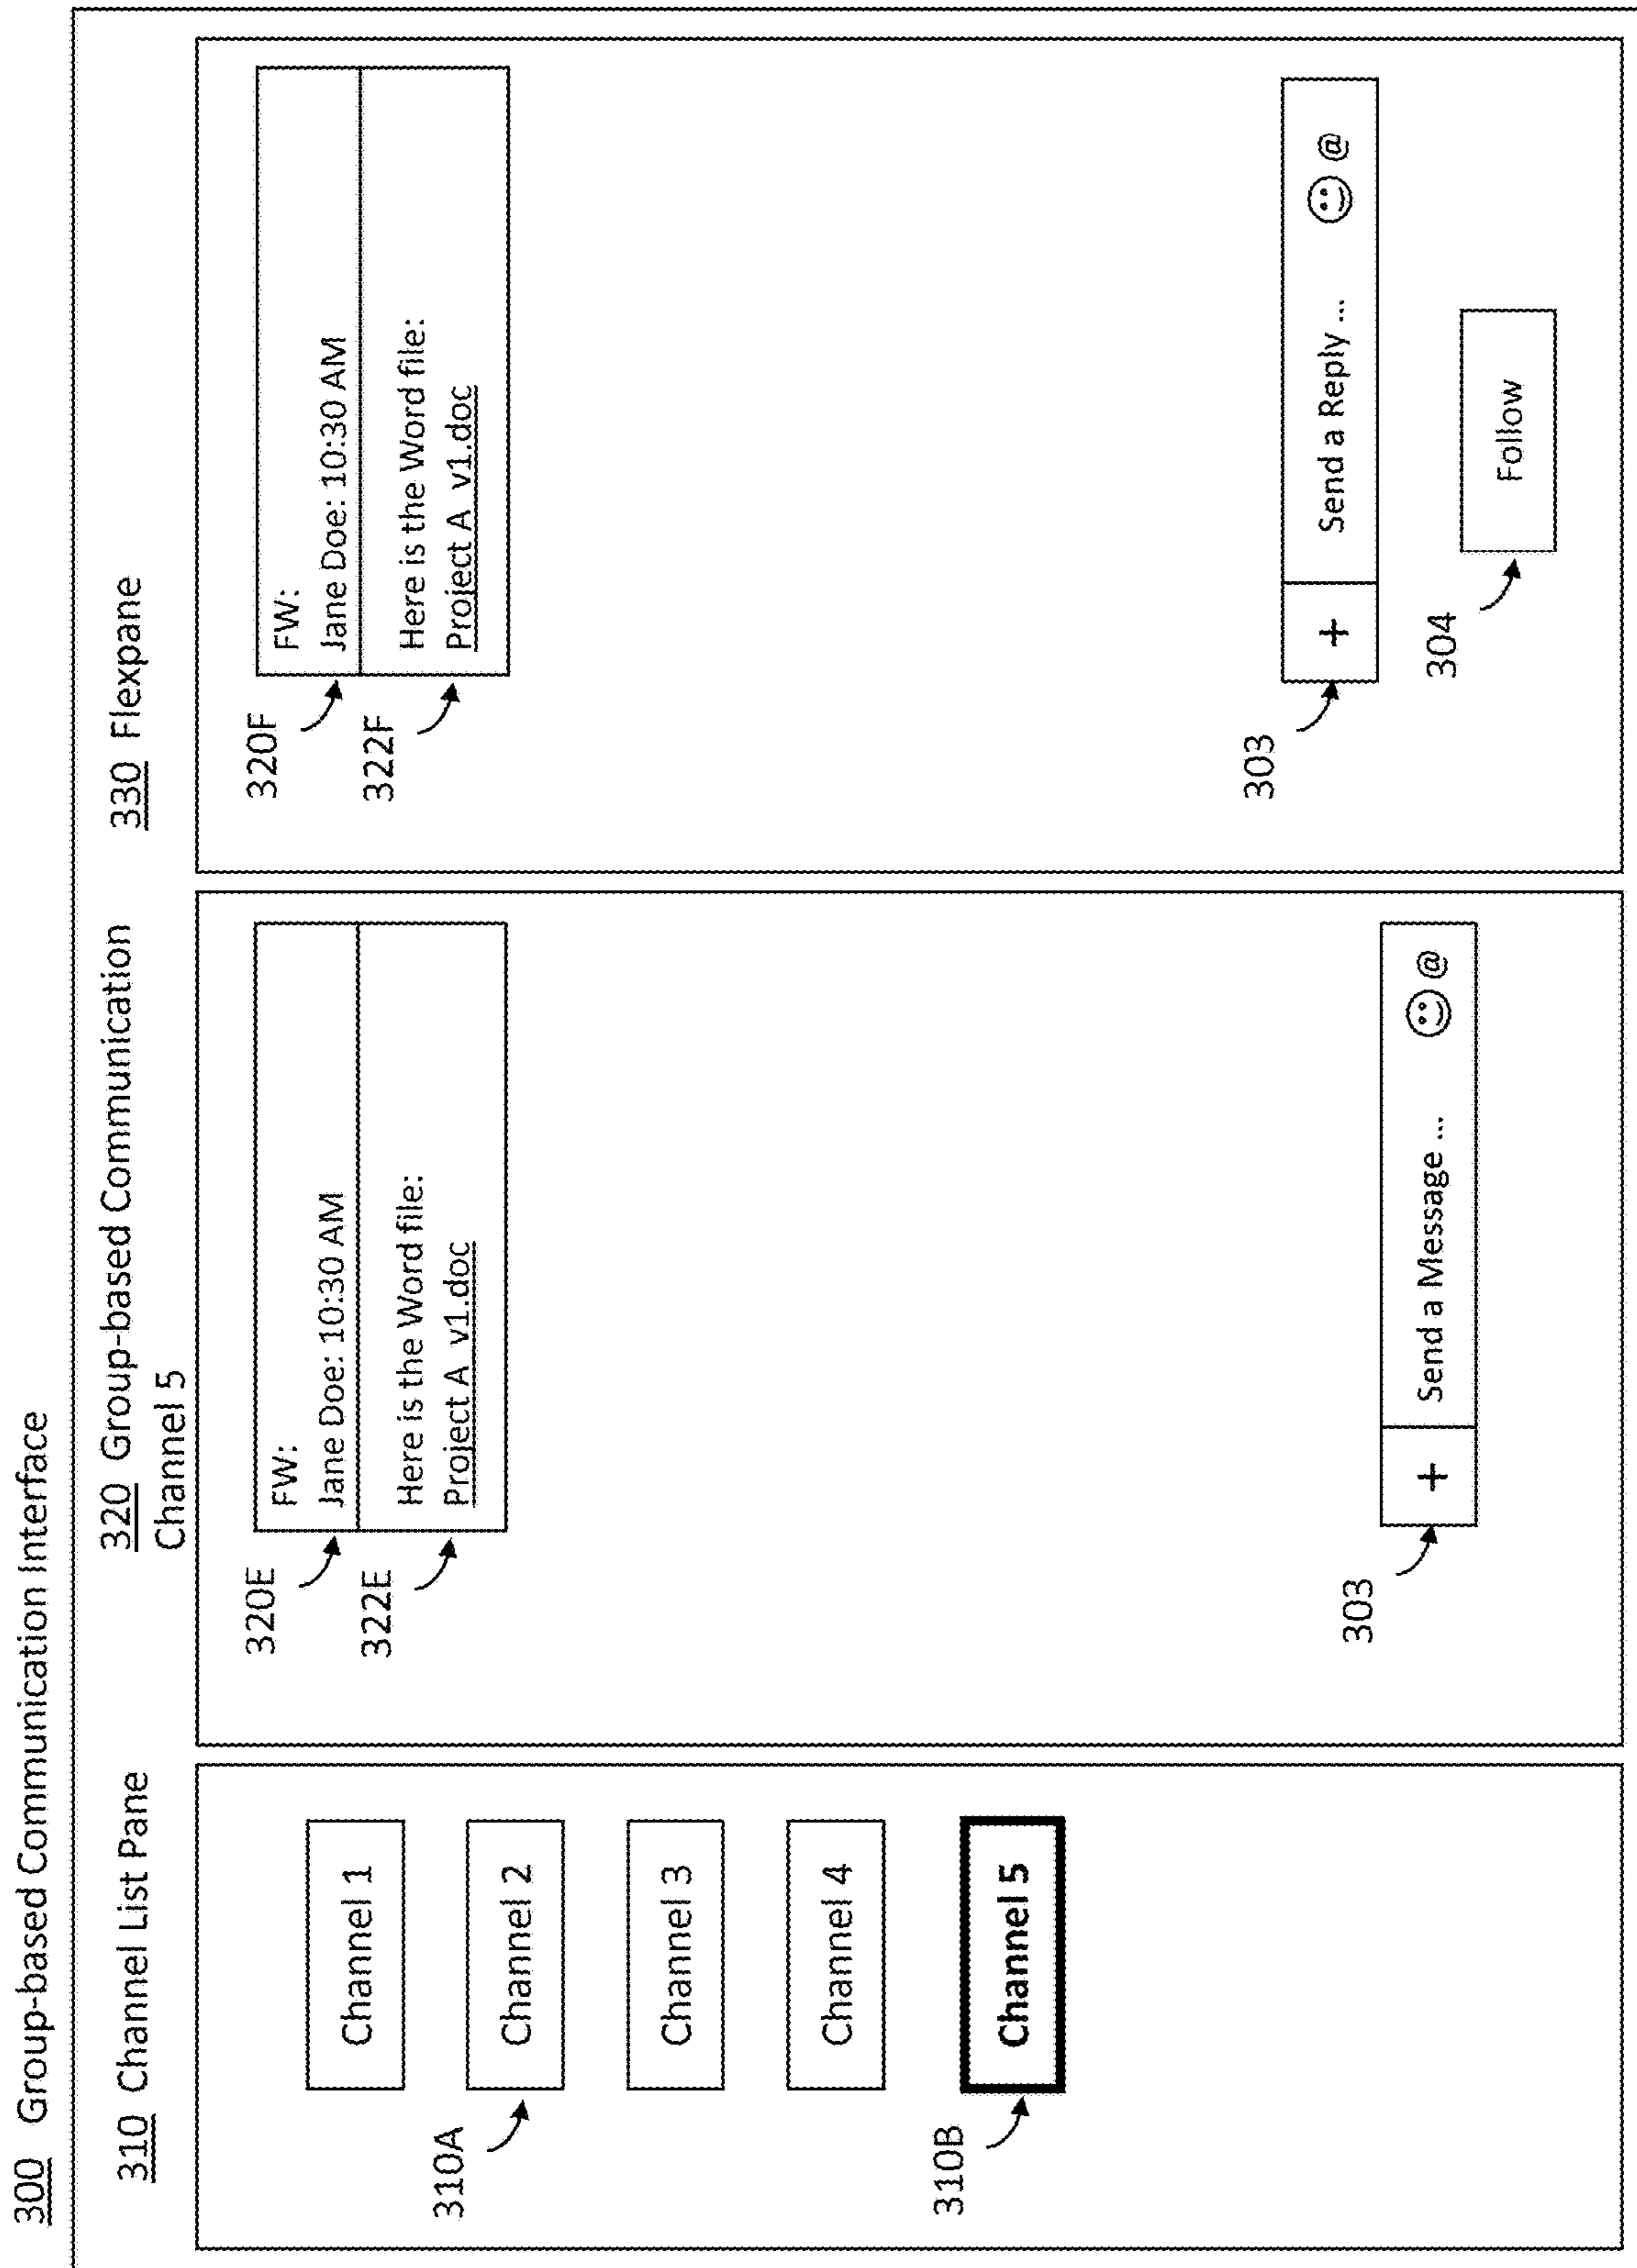 300 Group-based Communication Interface
310 Channel List Pane
Channel 1
Channel 2
310A
Channel 3
Channel 4
Channel 5
310B
320 Group-based Communication
Channel 5
320E
FW:
Jane Doe: 10:30 AM
322E
Here is the Word file:
Project A_v1.doc
303
+ Send a Message ... ☺ @
330 Flexpane
320F
FW:
Jane Doe: 10:30 AM
322F
Here is the Word file:
Project A_v1.doc
303
+ Send a Reply ... ☺ @
304
Follow